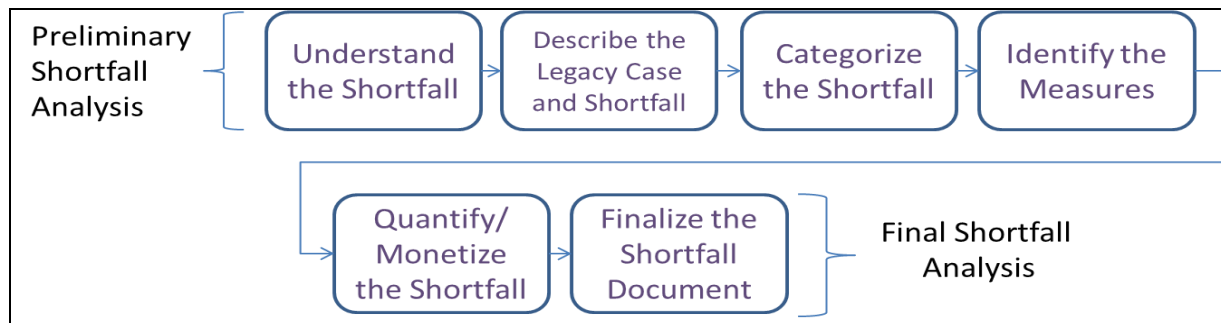 Preliminary
Shortfall
Analysis
Understand
the Shortfall
Describe the
Legacy Case
and Shortfall
Categorize
the Shortfall
Identify the
Measures
Quantify/
Monetize
the Shortfall
Finalize the
Shortfall
Document
Final Shortfall
Analysis